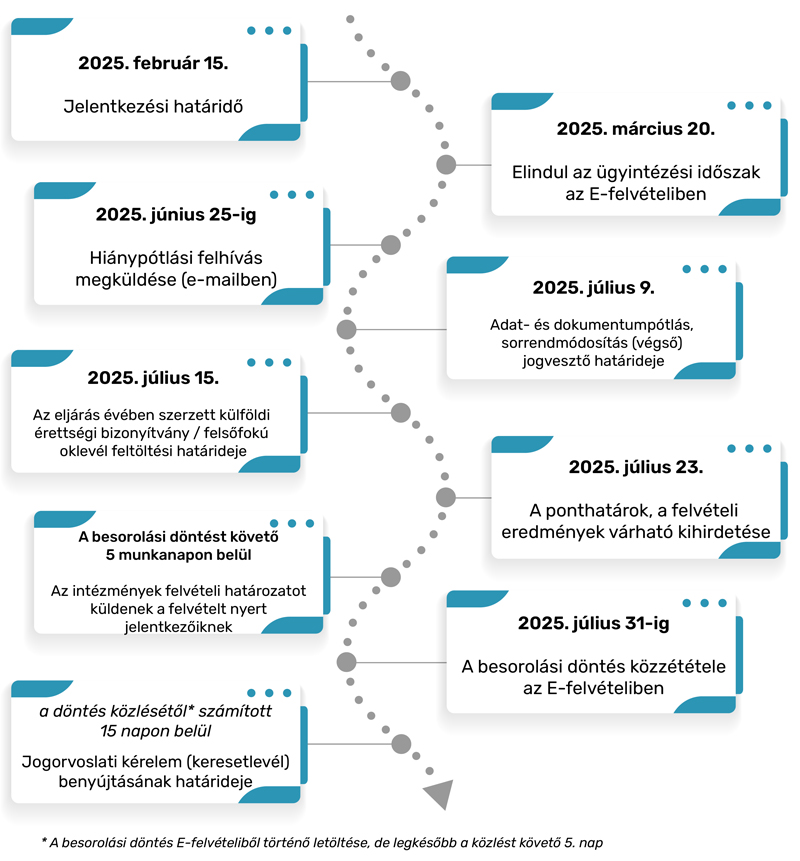 2025. február 15.
Jelentkezési határidő
2025. március 20.
Elindul az ügyintézési időszak
az E-felvételiben
2025. június 25-ig
Hiánypótlási felhívás
megküldése (e-mailben)
2025. július 9.
Adat- és dokumentumpótlás,
sorrendmódosítás (végső)
jogvesztő határideje
2025. július 15.
Az eljárás évében szerzett külföldi
érettségi bizonyítvány / felsőfokú
oklevél feltöltési határideje
2025. július 23.
A ponthatárok, a felvételi
eredmények várható kihirdetése
A besorolási döntést követő
5 munkanapon belül
Az intézmények felvételi határozatot
küldenek a felvételt nyert
jelentkezőiknek
2025. július 31-ig
A besorolási döntés közzététele
az E-felvételiben
a döntés közlésétől* számított
15 napon belül
Jogorvoslati kérelem (keresetlevél)
benyújtásának határideje
* A besorolási döntés E-felvételiből történő letöltése, de legkésőbb a közlést követő 5. nap